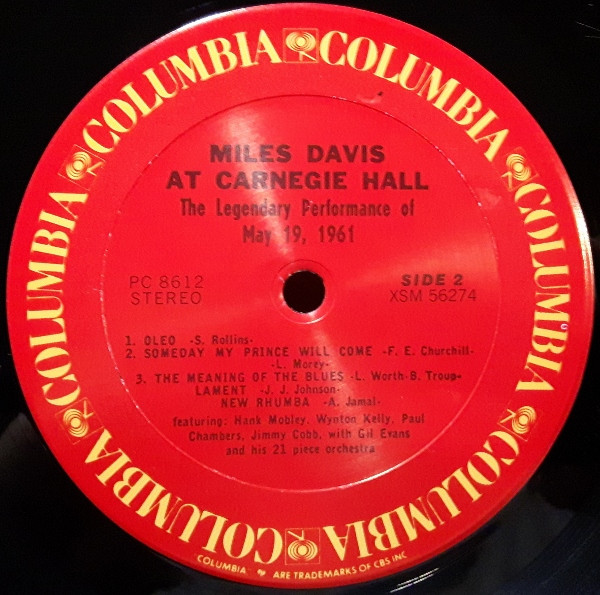 COLUMBIA COLUMBIA COLUMBIA COLUMBIA COLUMBIA COLUMBIA
MILES DAVIS
AT CARNEGIE HALL
The Legendary Performance of
May 19, 1961
PC 8612
STEREO
SIDE 2
XSM 56274
1. OLEO -S. Rollins-
2. SOMEDAY MY PRINCE WILL COME -F. E. Churchill-
-L. Morey-
3. THE MEANING OF THE BLUES -L. Worth-B. Troup-
LAMENT -J. J. Johnson-
NEW RHUMBA -A. Jamal-
featuring: Hank Mobley, Wynton Kelly, Paul
Chambers, Jimmy Cobb, with Gil Evans
and his 21 piece orchestra
COLUMBIA ARE TRADEMARKS OF CBS INC